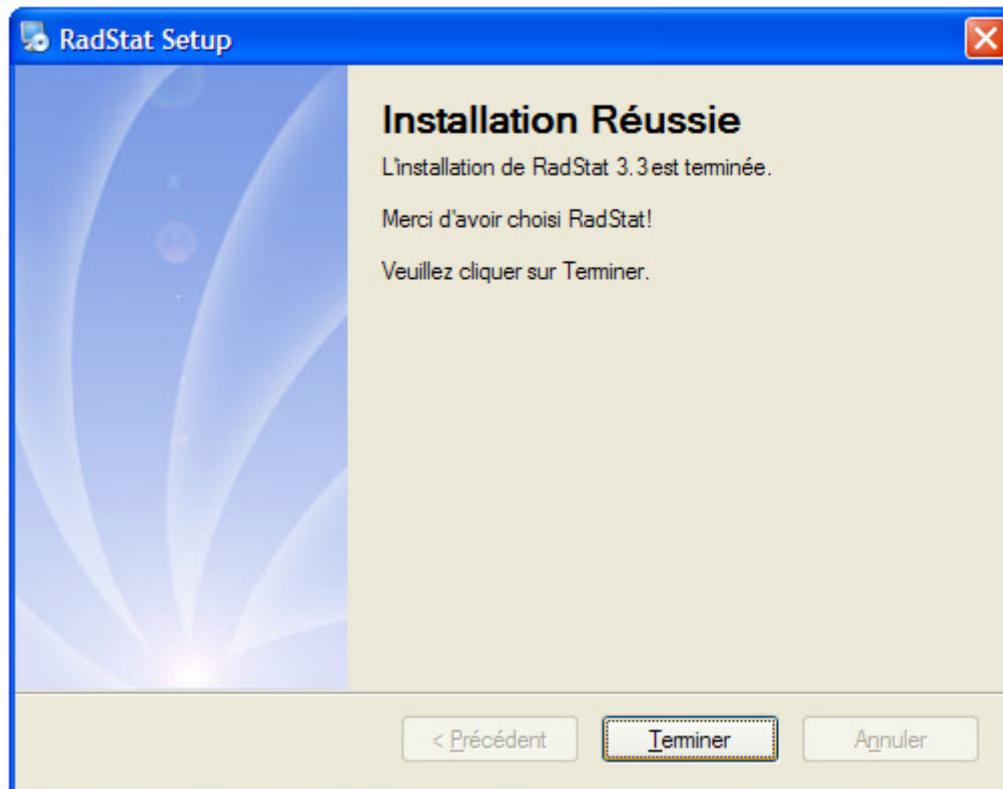 RadStat Setup
Installation Réussie
L'installation de RadStat 3.3 est terminée.
Merci d'avoir choisi RadStat!
Veuillez cliquer sur Terminer.
< Précédent
Terminer
Annuler